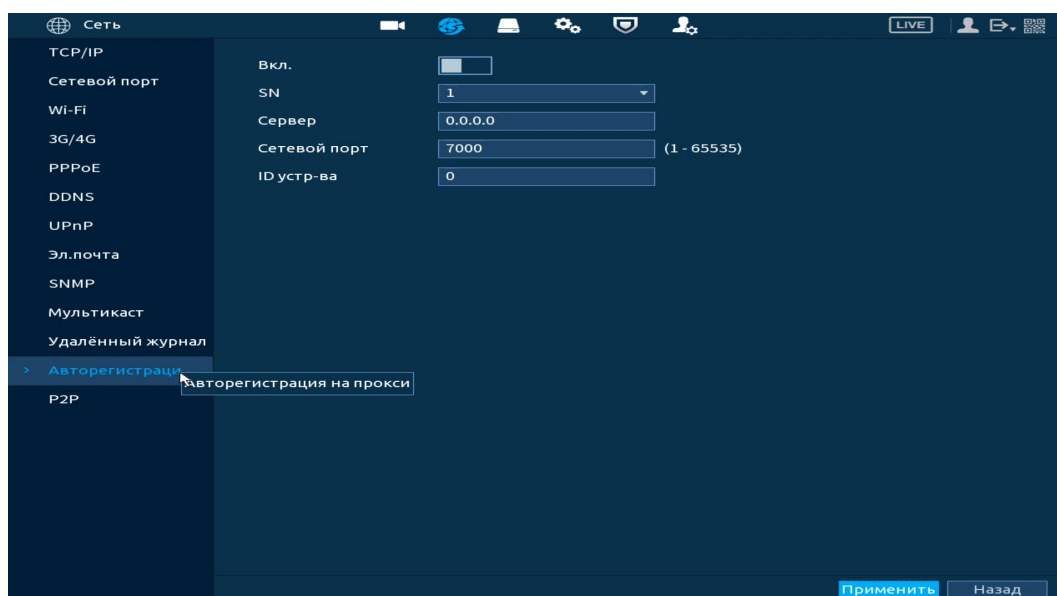 Сеть
LIVE
TCP/IP
Сетевой порт
Wi-Fi
3G/4G
PPPoE
DDNS
UPnP
Эл.почта
SNMP
Мультикаст
Удалённый журнал
Авторегистраци
P2P
Вкл.
SN 1
Сервер 0.0.0.0
Сетевой порт 7000 (1 - 65535)
ID устр-ва 0
Авторегистрация на прокси
Применить Назад